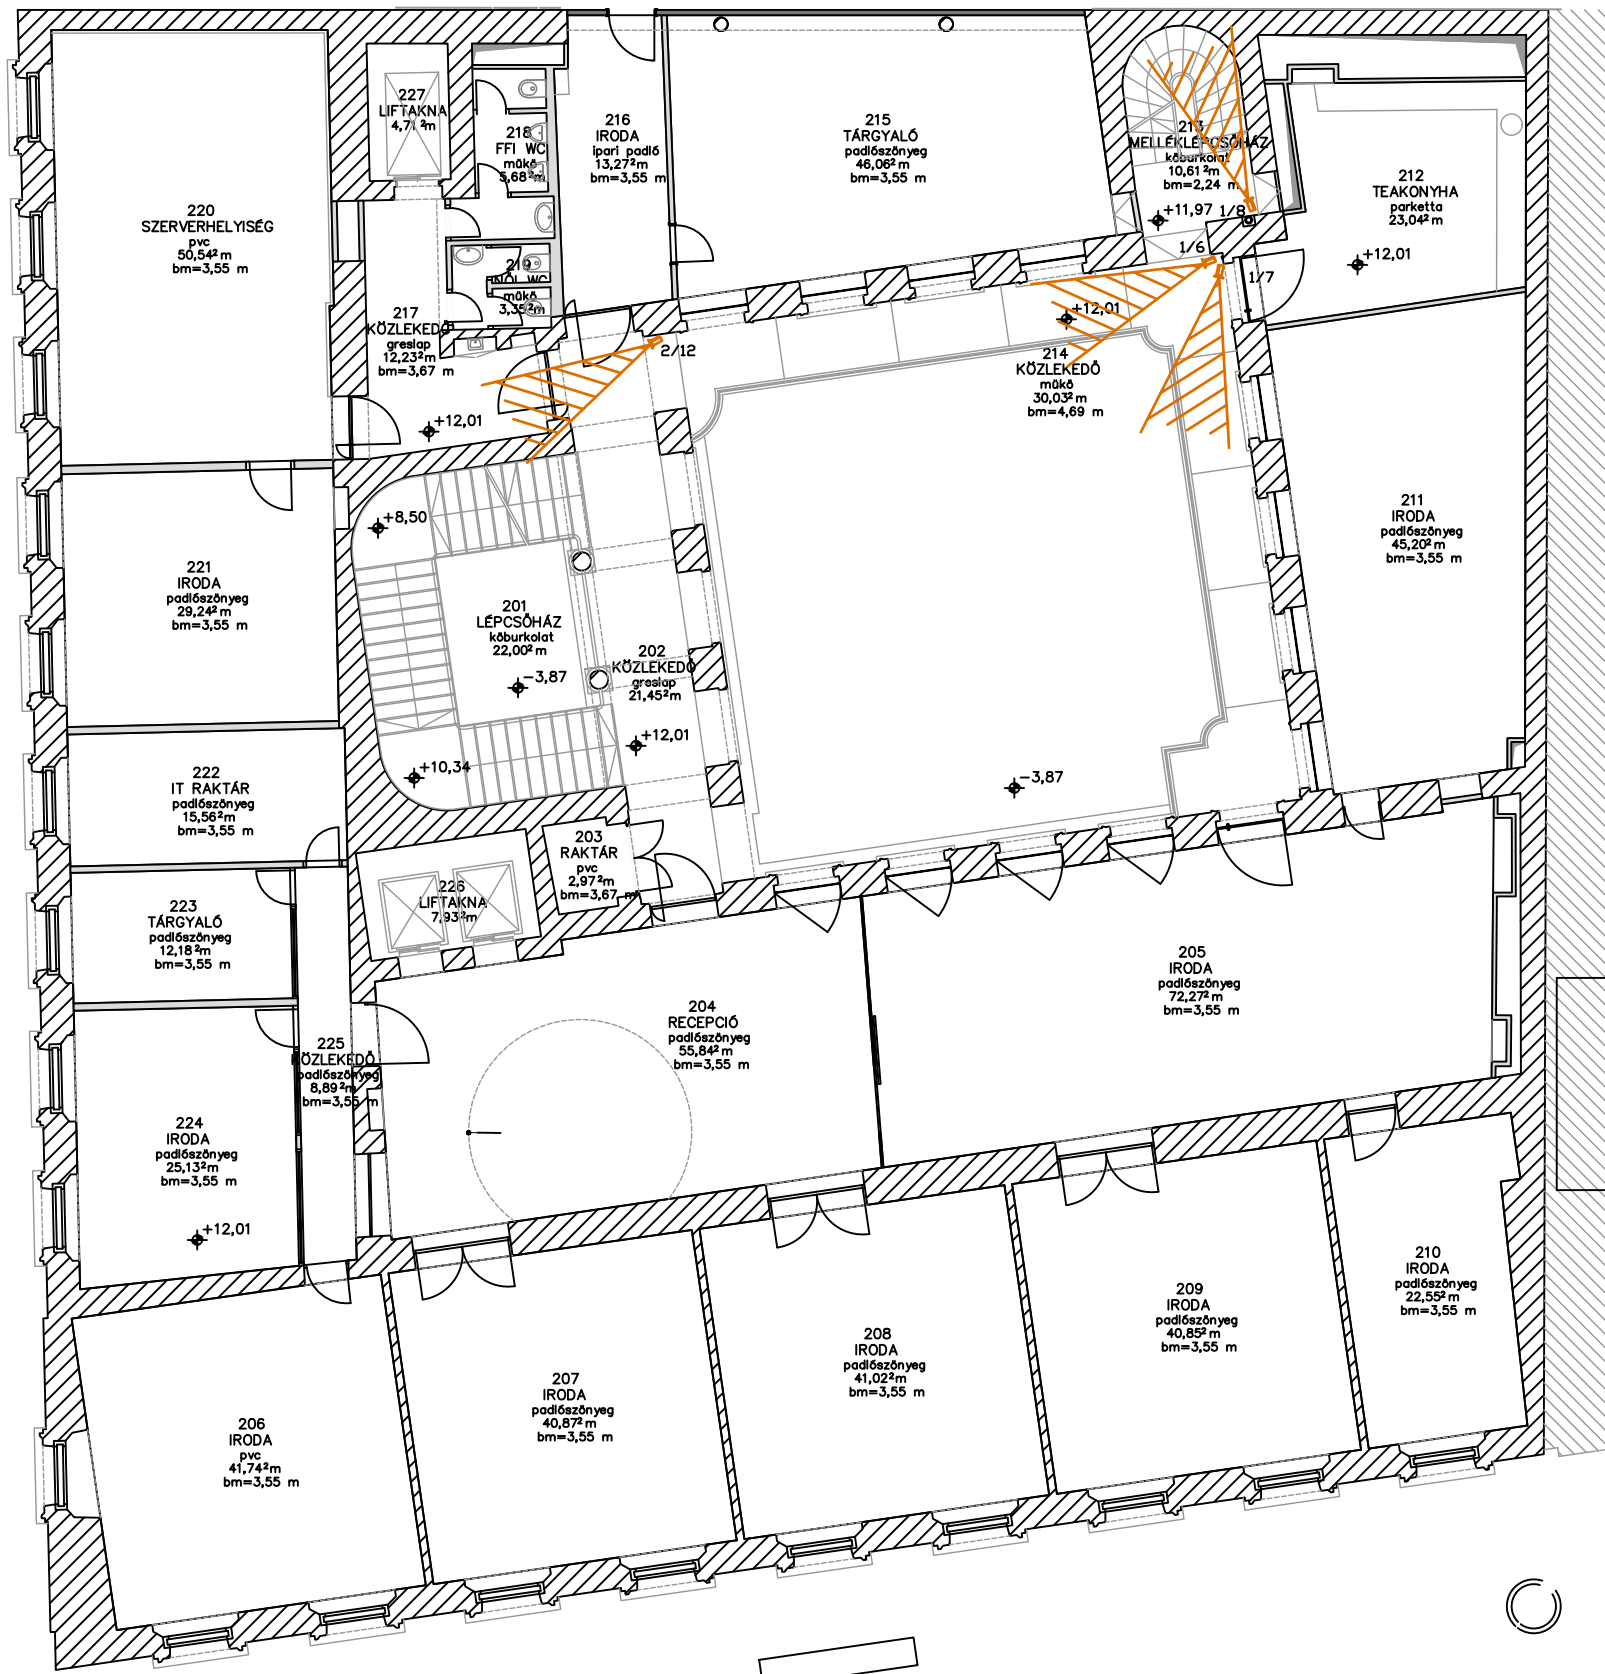 227
LIFTAKNA
4,71 ²m
218
FFI WC
mükő
5,68²m
216
IRODA
ipari padló
13,27²m
bm=3,55 m
215
TÁRGYALÓ
padlószőnyeg
46,06²m
bm=3,55 m
213
MELLÉKLÉPCSŐHÁZ
kőburkolat
10,61²m
bm=2,24 m
+11,97
1/8
1/6
1/7
212
TEAKONYHA
parketta
23,04²m
+12,01
220
SZERVERHELYISÉG
pvc
50,54²m
bm=3,55 m
219
NŐI WC
mükő
3,35²m
217
KÖZLEKEDŐ
greslap
12,23²m
bm=3,67 m
+12,01
2/12
+12,01
214
KÖZLEKEDŐ
mükő
30,03²m
bm=4,69 m
211
IRODA
padlószőnyeg
45,20²m
bm=3,55 m
+8,50
221
IRODA
padlószőnyeg
29,24²m
bm=3,55 m
201
LÉPCSŐHÁZ
kőburkolat
22,00²m
-3,87
202
KÖZLEKEDŐ
greslap
21,45²m
+12,01
+10,34
-3,87
222
IT RAKTÁR
padlószőnyeg
15,56²m
bm=3,55 m
203
RAKTÁR
pvc
2,97²m
bm=3,67 m
226
LIFTAKNA
7,93²m
223
TÁRGYALÓ
padlószőnyeg
12,18²m
bm=3,55 m
205
IRODA
padlószőnyeg
72,27²m
bm=3,55 m
204
RECEPCIÓ
padlószőnyeg
55,84²m
bm=3,55 m
225
KÖZLEKEDŐ
padlószőnyeg
8,89²m
bm=3,55 m
224
IRODA
padlószőnyeg
25,13²m
bm=3,55 m
+12,01
210
IRODA
padlószőnyeg
22,55²m
bm=3,55 m
209
IRODA
padlószőnyeg
40,85²m
bm=3,55 m
208
IRODA
padlószőnyeg
41,02²m
bm=3,55 m
207
IRODA
padlószőnyeg
40,87²m
bm=3,55 m
206
IRODA
pvc
41,74²m
bm=3,55 m